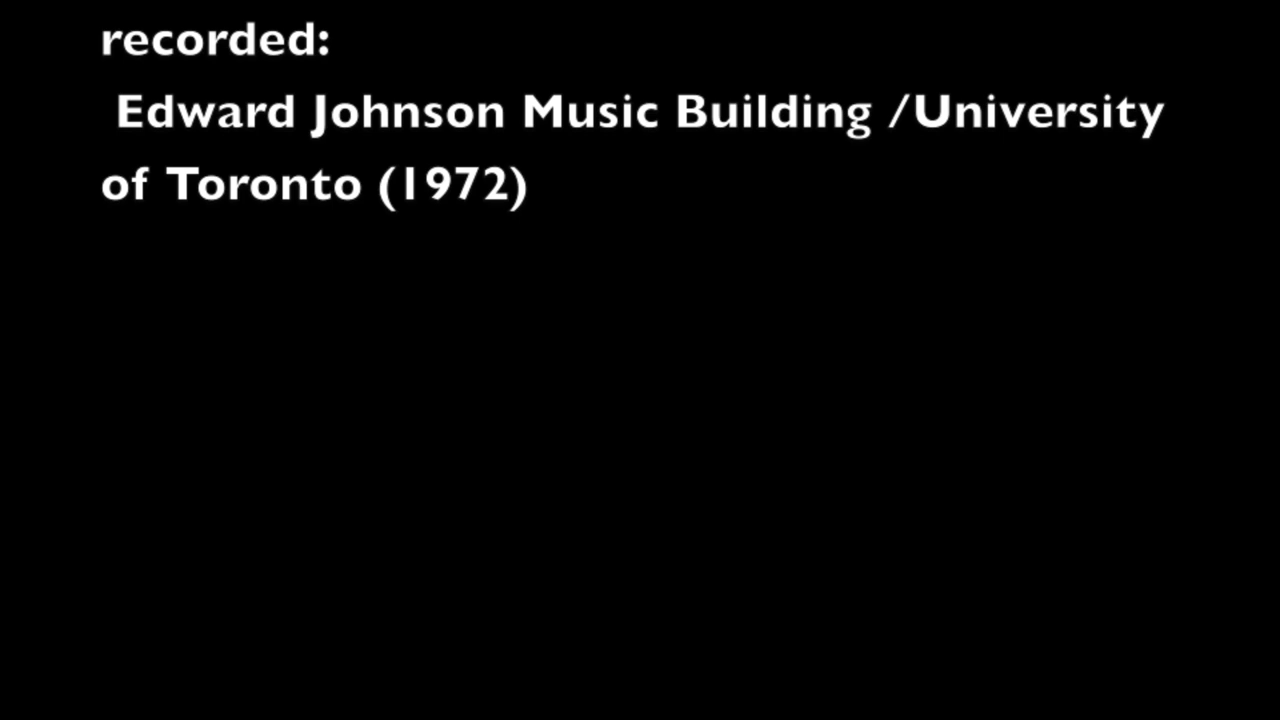 recorded:
Edward Johnson Music Building /University
of Toronto (1972)